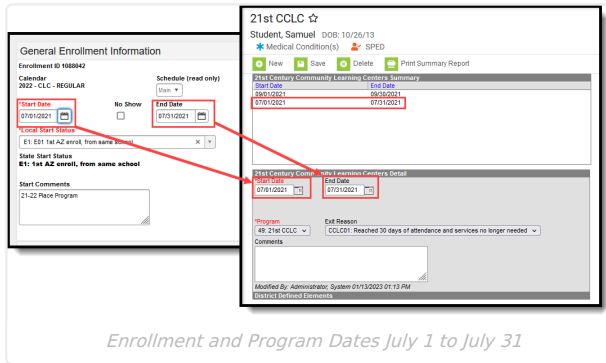 General Enrollment Information
Enrollment ID 1088042
Calendar
2022 - CLC - REGULAR
Schedule (read only)
Main
*Start Date
No Show
End Date
07/01/2021
07/31/2021
*Local Start Status
E1: E01 1st AZ enroll, from same school
State Start Status
E1: 1st AZ enroll, from same school
Start Comments
21-22 Place Program
21st CCLC
Student, Samuel DOB: 10/26/13
Medical Condition(s) SPED
New Save Delete Print Summary Report
21st Century Community Learning Centers Summary
Start Date End Date
09/01/2021 09/30/2021
07/01/2021 07/31/2021
21st Century Community Learning Centers Detail
*Start Date End Date
07/01/2021 07/31/2021
*Program Exit Reason
49: 21st CCLC CCLC01: Reached 30 days of attendance and services no longer needed
Comments
Modified By: Administrator, System 01/13/2023 01:13 PM
District Defined Elements
Enrollment and Program Dates July 1 to July 31